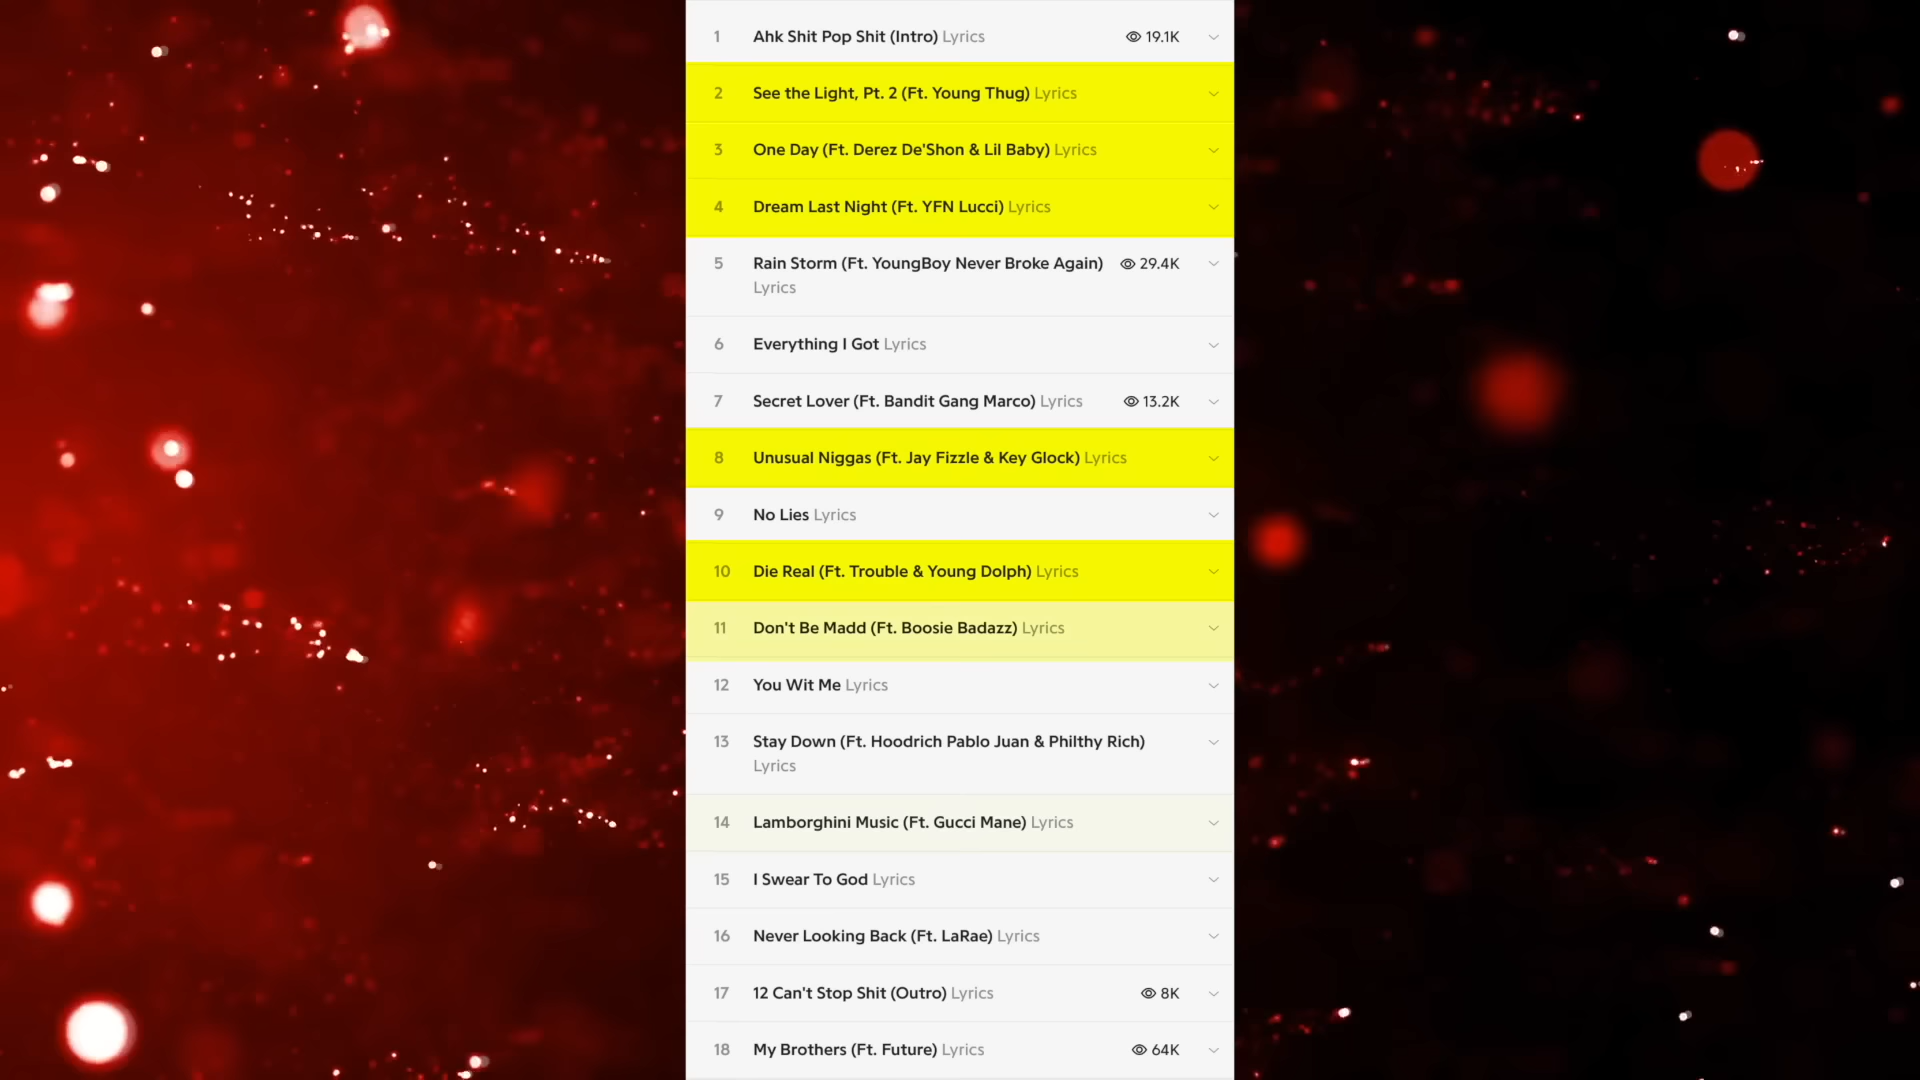 1 Ahk Shit Pop Shit (Intro) Lyrics 19.1K
2 See the Light, Pt. 2 (Ft. Young Thug) Lyrics
3 One Day (Ft. Derez De'Shon & Lil Baby) Lyrics
4 Dream Last Night (Ft. YFN Lucci) Lyrics
5 Rain Storm (Ft. YoungBoy Never Broke Again) 29.4K
Lyrics
6 Everything I Got Lyrics
7 Secret Lover (Ft. Bandit Gang Marco) Lyrics 13.2K
8 Unusual Niggas (Ft. Jay Fizzle & Key Glock) Lyrics
9 No Lies Lyrics
10 Die Real (Ft. Trouble & Young Dolph) Lyrics
11 Don't Be Madd (Ft. Boosie Badazz) Lyrics
12 You Wit Me Lyrics
13 Stay Down (Ft. Hoodrich Pablo Juan & Philthy Rich)
Lyrics
14 Lamborghini Music (Ft. Gucci Mane) Lyrics
15 I Swear To God Lyrics
16 Never Looking Back (Ft. LaRae) Lyrics
17 12 Can't Stop Shit (Outro) Lyrics 8K
18 My Brothers (Ft. Future) Lyrics 64K